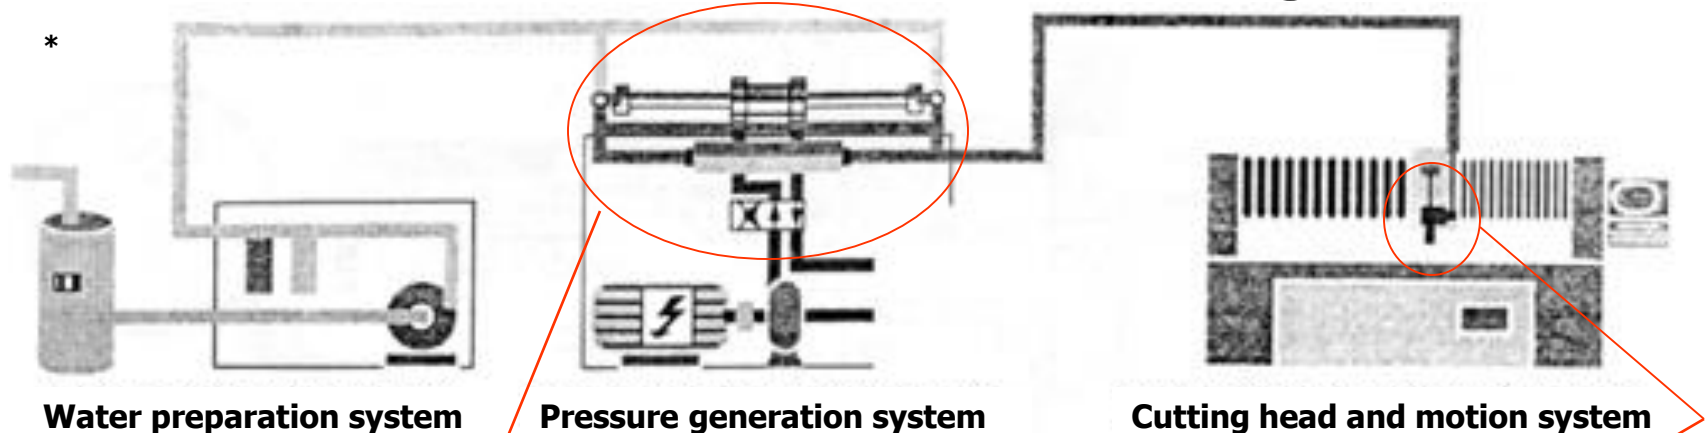 *
Water preparation system
Pressure generation system
Cutting head and motion system